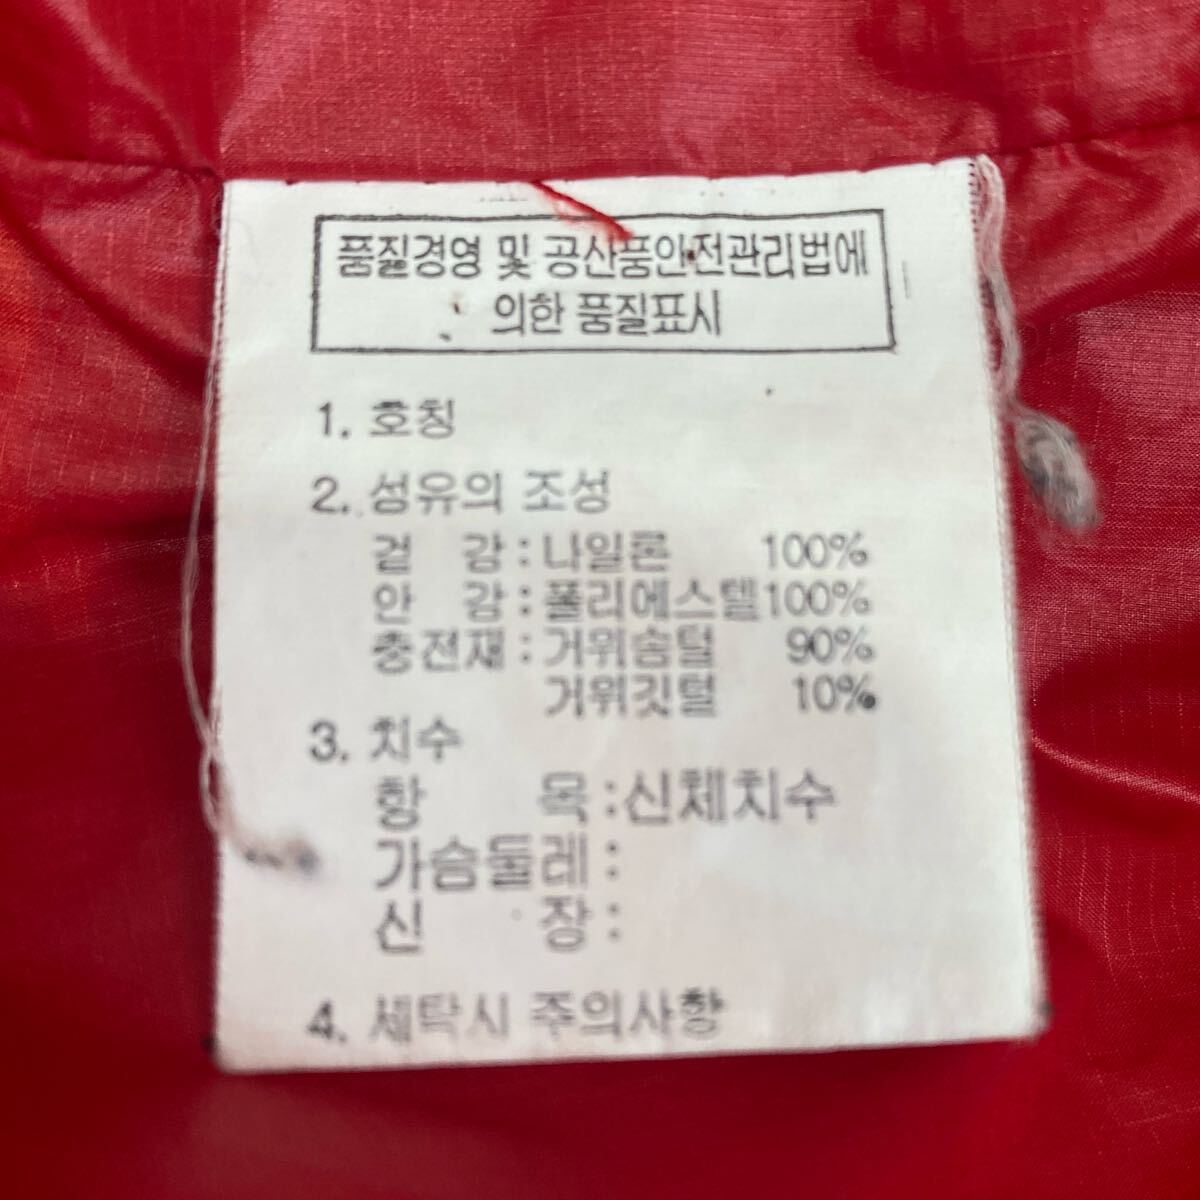 품질경영 및 공산품안전관리법에
의한 품질표시
1. 호칭
2. 섬유의 조성
겉 감 : 나일론 100%
안 감 : 폴리에스텔 100%
충전재 : 거위솜털 90%
거위깃털 10%
3. 치수
항 목 : 신체치수
가슴둘레 :
신 장 :
4. 세탁시 주의사항